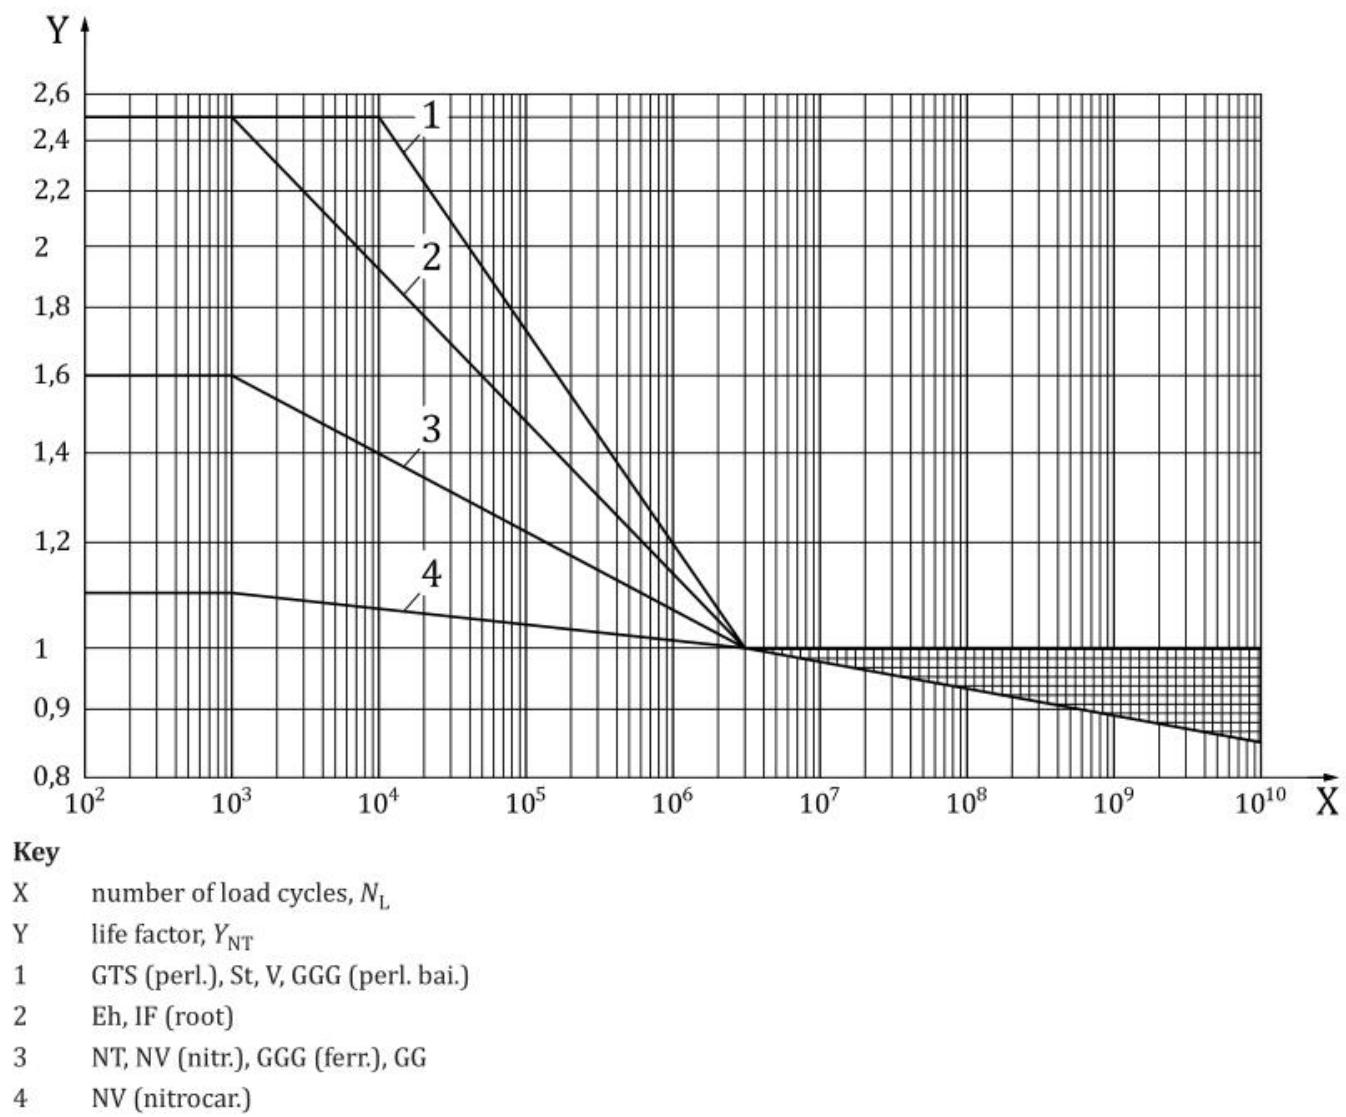 Y
2,6
2,4
2,2
2
1,8
1,6
1,4
1,2
1
0,9
0,8
1
2
3
4
10² 10³ 10⁴ 10⁵ 10⁶ 10⁷ 10⁸ 10⁹ 10¹⁰ X
Key
X number of load cycles, N_L
Y life factor, Y_NT
1 GTS (perl.), St, V, GGG (perl. bai.)
2 Eh, IF (root)
3 NT, NV (nitr.), GGG (ferr.), GG
4 NV (nitrocar.)